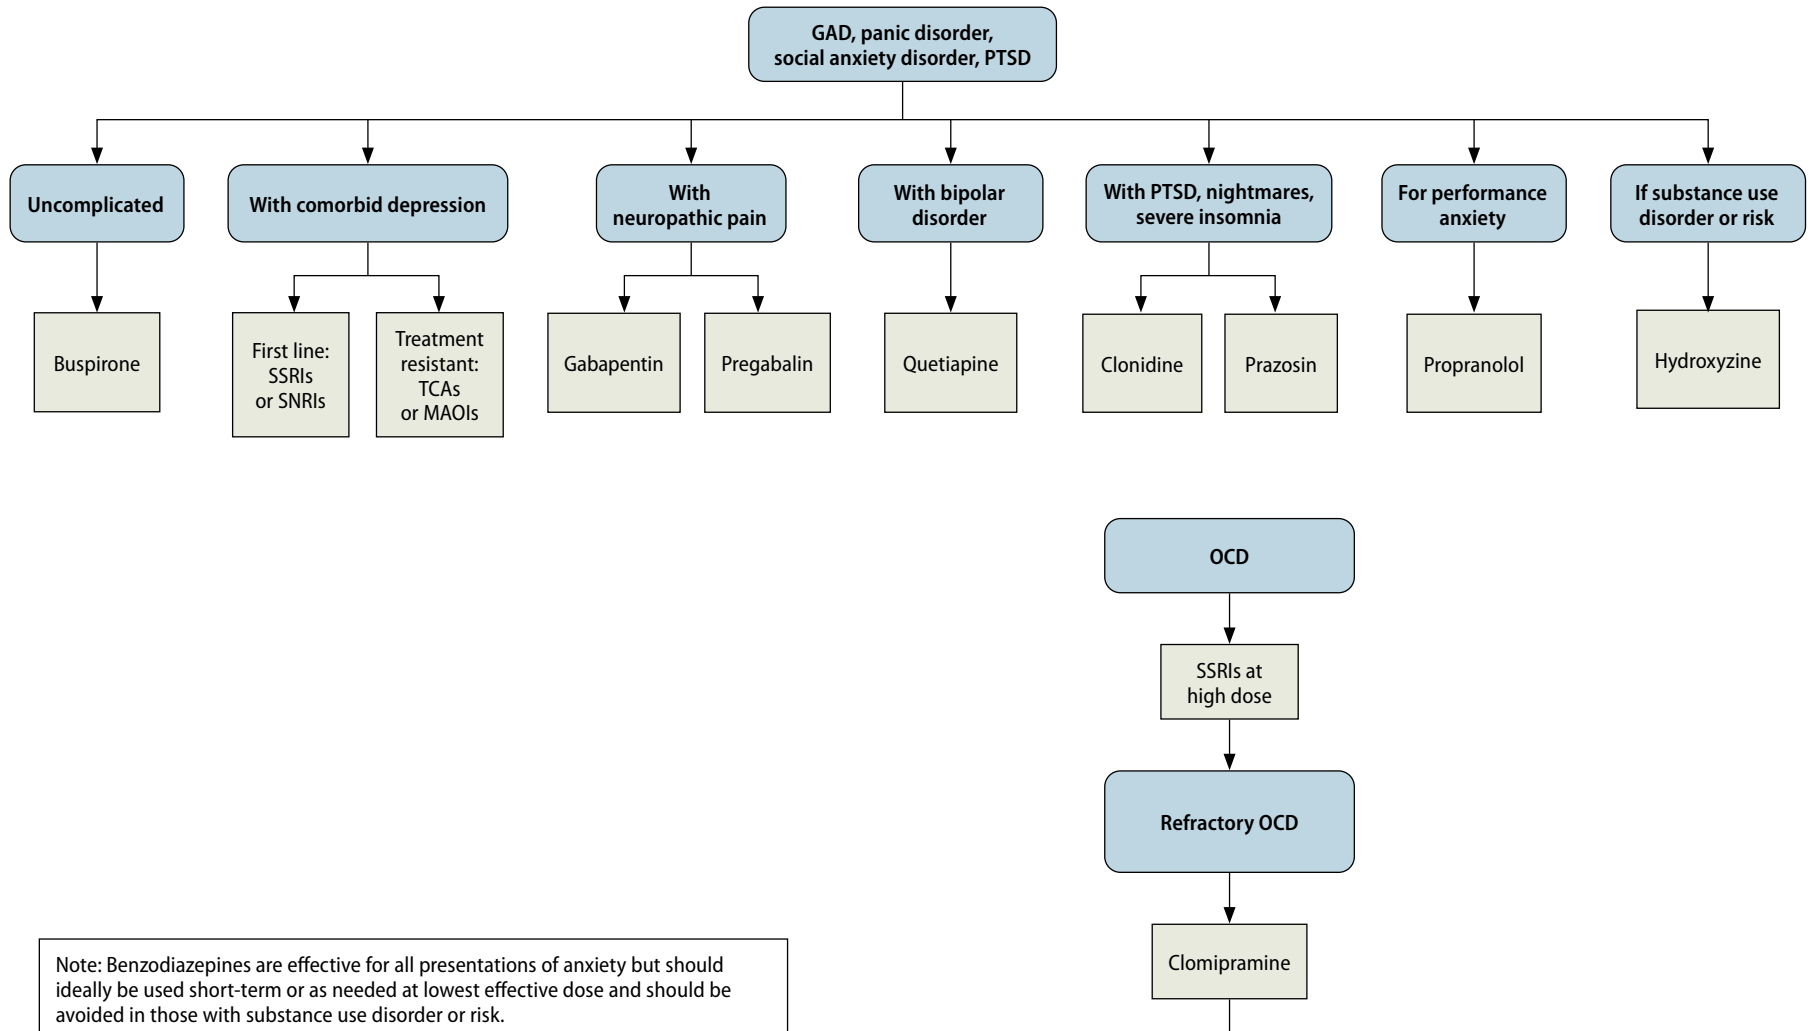 GAD, panic disorder,
social anxiety disorder, PTSD
Uncomplicated
With comorbid depression
With
neuropathic pain
With bipolar
disorder
With PTSD, nightmares,
severe insomnia
For performance
anxiety
If substance use
disorder or risk
Buspirone
First line:
SSRIs
or SNRIs
Treatment
resistant:
TCAs
or MAOIs
Gabapentin
Pregabalin
Quetiapine
Clonidine
Prazosin
Propranolol
Hydroxyzine
OCD
SSRIs at
high dose
Refractory OCD
Clomipramine
Note: Benzodiazepines are effective for all presentations of anxiety but should
ideally be used short-term or as needed at lowest effective dose and should be
avoided in those with substance use disorder or risk.